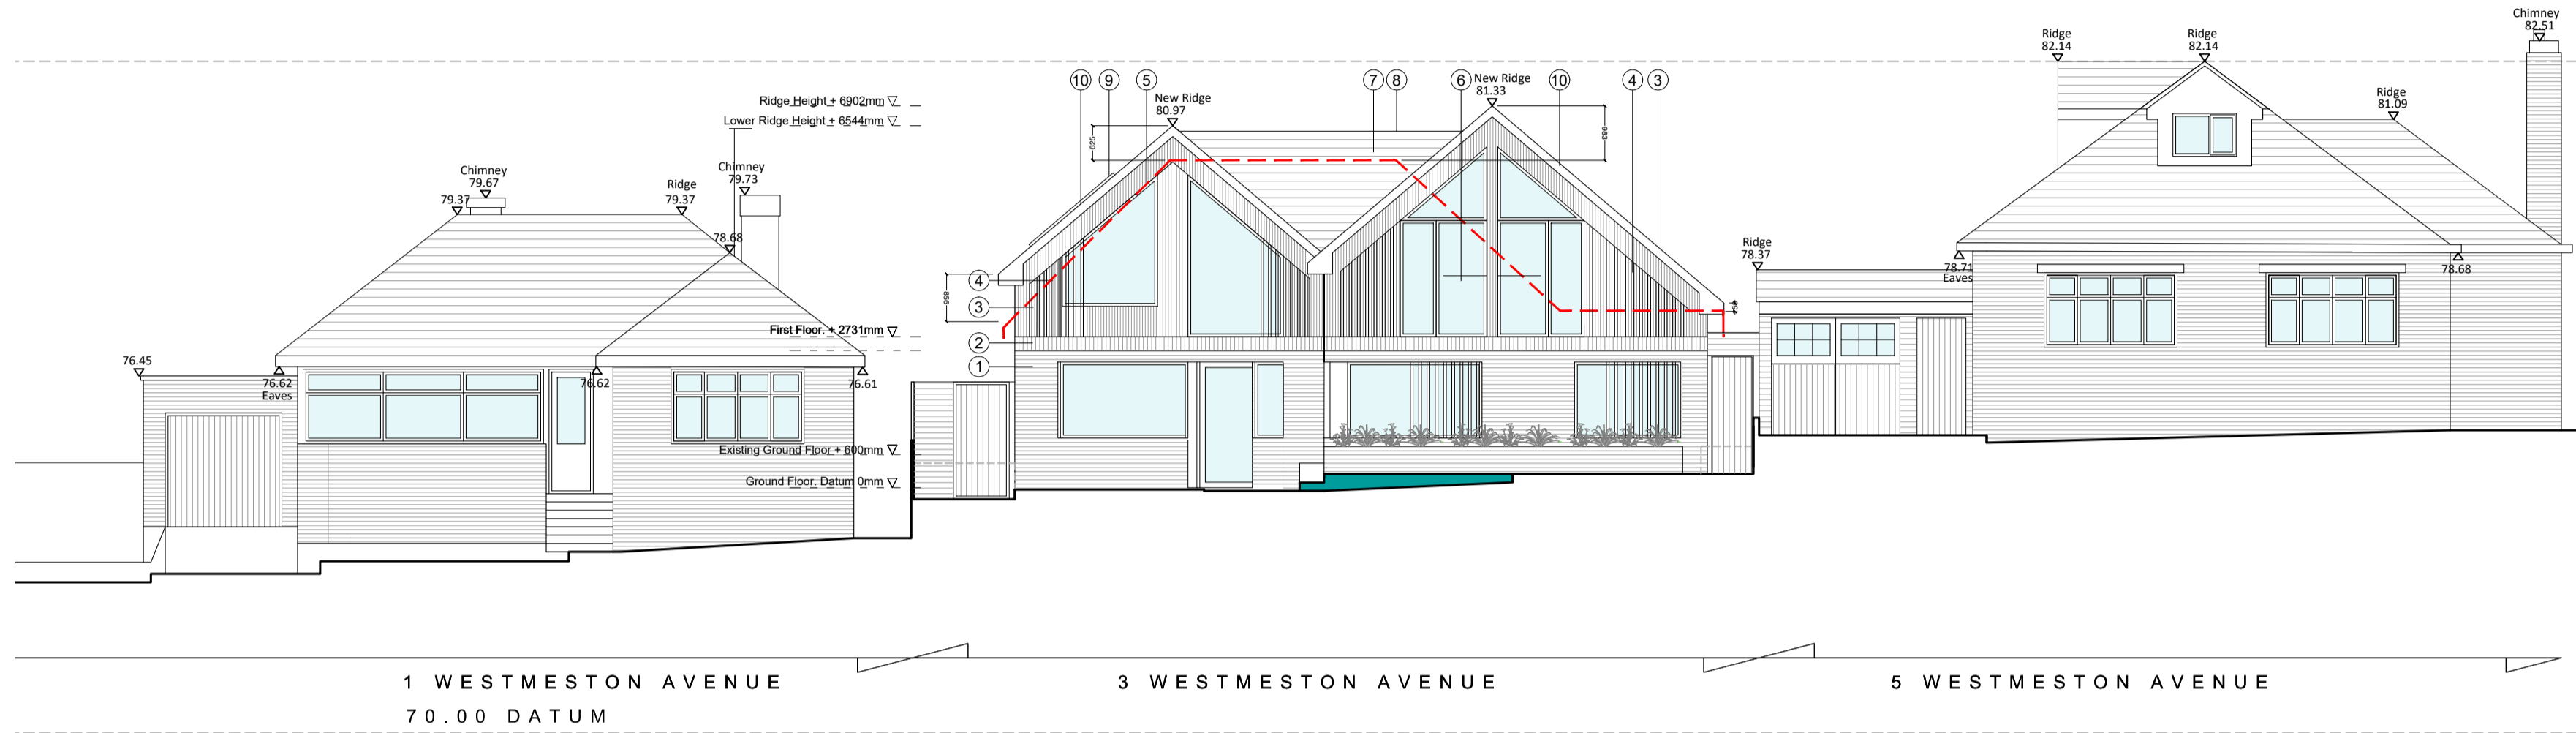 Chimney
82.51
Ridge
82.14
Ridge
82.14
Ridge
81.09
Ridge Height + 6902mm
Lower Ridge Height + 6544mm
10
9
5
7
8
6
New Ridge
81.33
10
4
3
New Ridge
80.97
625
983
Chimney
79.67
79.37
Ridge
79.37
Chimney
79.73
78.68
Ridge
78.37
78.71
Eaves
78.68
4
3
856
2
1
First Floor. + 2731mm
76.45
76.62
Eaves
76.62
76.61
Existing Ground Floor + 600mm
Ground Floor. Datum 0mm
1 WESTMESTON AVENUE
3 WESTMESTON AVENUE
5 WESTMESTON AVENUE
70.00 DATUM